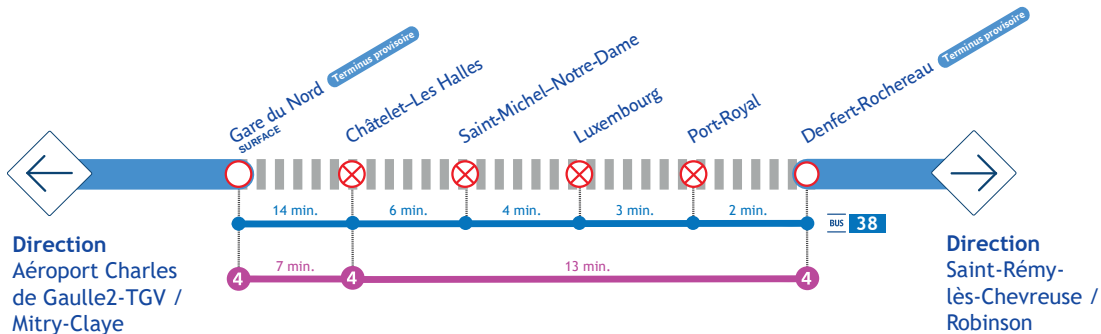 Gare du Nord
SURFACE
Terminus provisoire
Châtelet–Les Halles
Saint-Michel–Notre-Dame
Luxembourg
Port-Royal
Denfert-Rochereau
Terminus provisoire
14 min.
6 min.
4 min.
3 min.
2 min.
BUS 38
7 min.
13 min.
4
4
4
Direction
Aéroport Charles
de Gaulle2-TGV /
Mitry-Claye
Direction
Saint-Rémy-
lès-Chevreuse /
Robinson